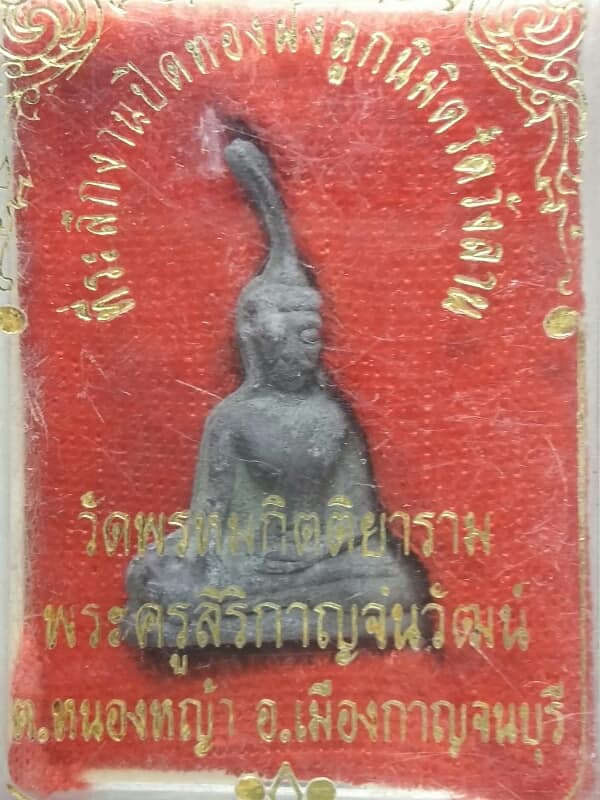 ที่ระลึกงานปิดทองฝังลูกนิมิตวัดวังลาน
วัดพรหมกิตติยาราม
พระครูสิริกาญจนวัฒน์
ต.หนองหญ้า อ.เมืองกาญจนบุรี